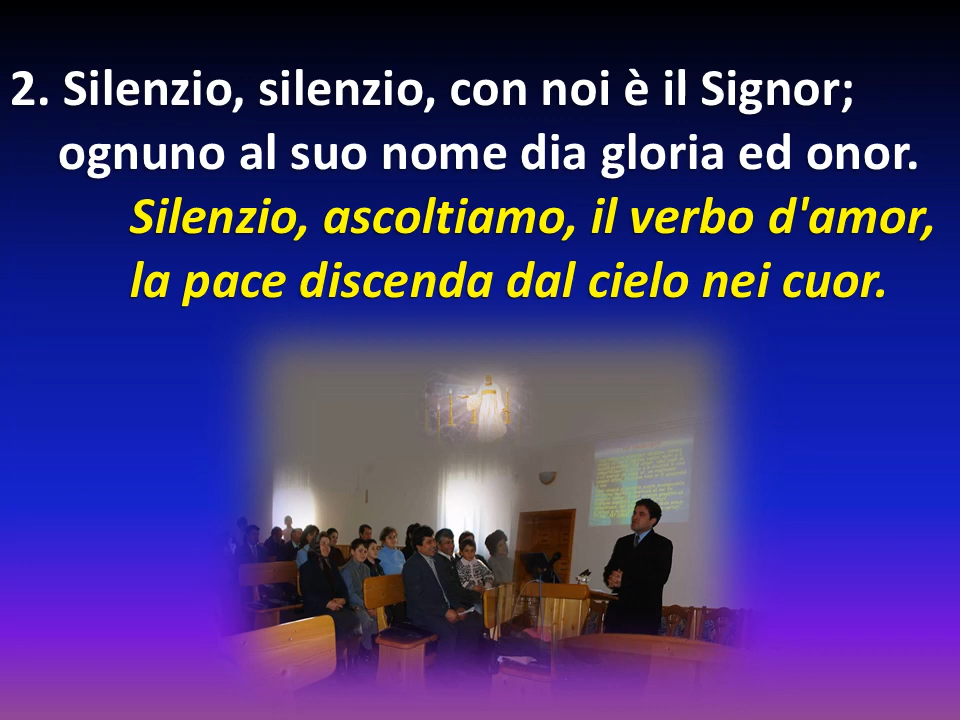 2. Silenzio, silenzio, con noi è il Signor;
ognuno al suo nome dia gloria ed onor.
Silenzio, ascoltiamo, il verbo d'amor,
la pace discenda dal cielo nei cuor.